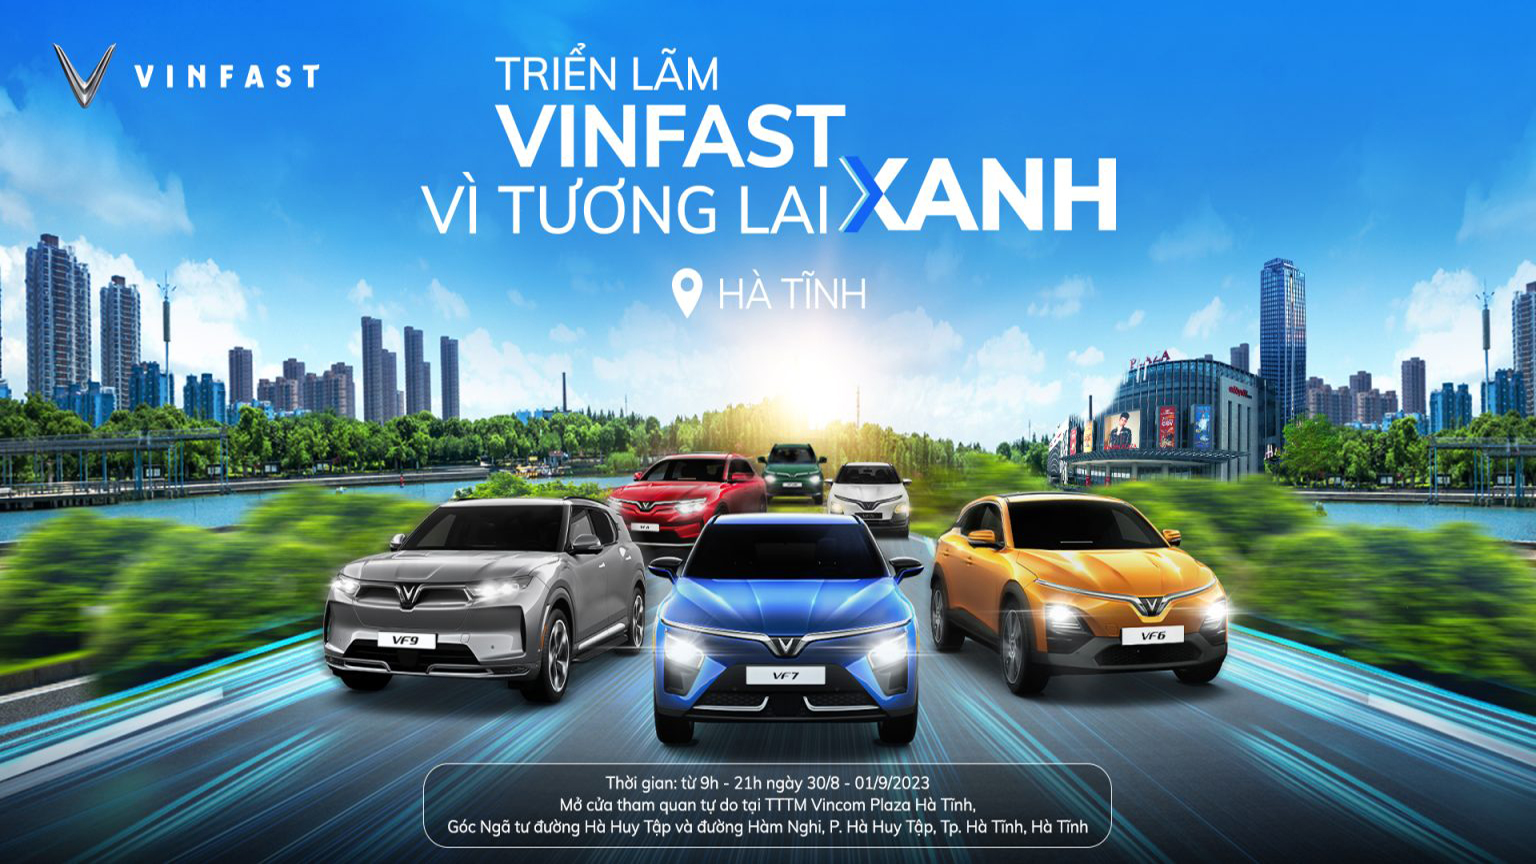 VINFAST
TRIỂN LÃM
VINFAST
VÌ TƯƠNG LAI XANH
HÀ TĨNH
PLAZA
VF9
VF7
VF6
Thời gian: từ 9h - 21h ngày 30/8 - 01/9/2023
Mở cửa tham quan tự do tại TTTM Vincom Plaza Hà Tĩnh,
Góc Ngã tư đường Hà Huy Tập và đường Hàm Nghi, P. Hà Huy Tập, Tp. Hà Tĩnh, Hà Tĩnh